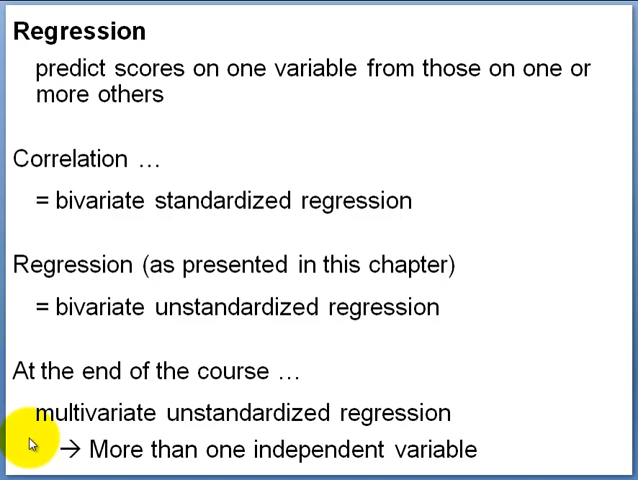 Regression
predict scores on one variable from those on one or
more others
Correlation …
= bivariate standardized regression
Regression (as presented in this chapter)
= bivariate unstandardized regression
At the end of the course …
multivariate unstandardized regression
→ More than one independent variable